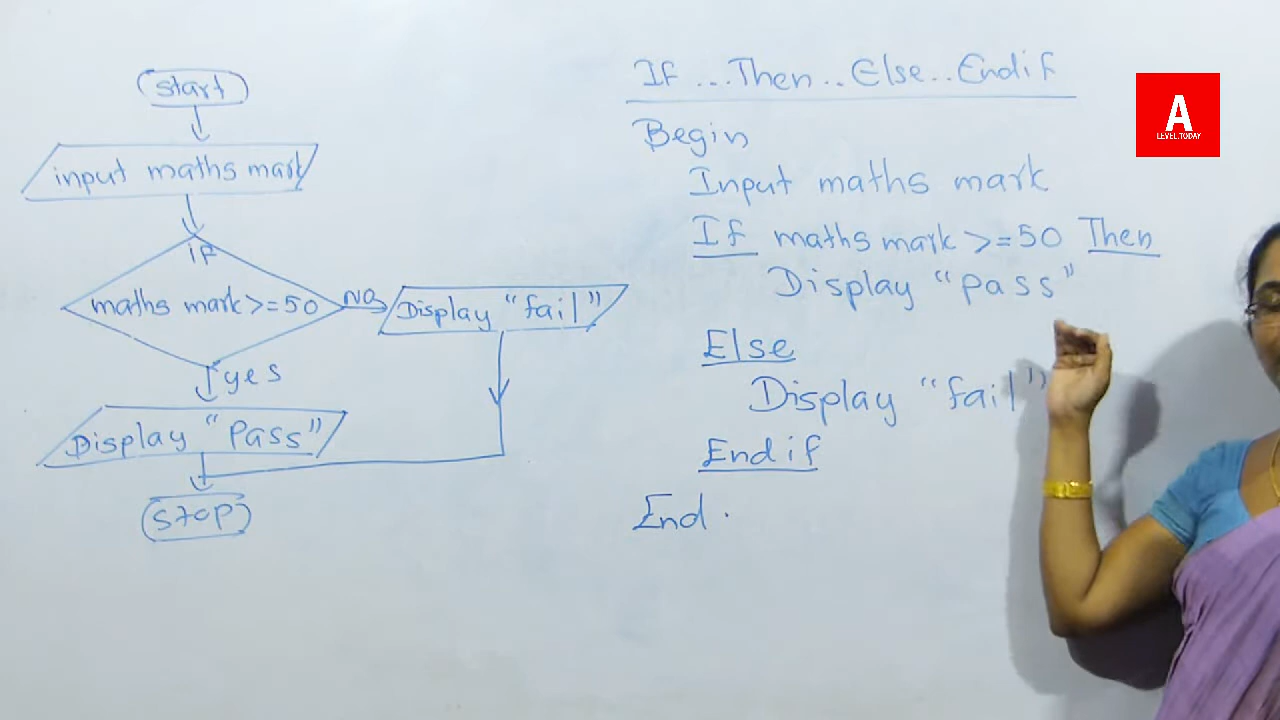 start
input maths mark
if
maths mark >= 50
No
Display "fail"
yes
Display "Pass"
Stop
If ... Then .. Else .. Endif
Begin
Input maths mark
If maths mark >= 50 Then
Display "pass"
Else
Display "fail"
Endif
End .
A
LEVEL.TODAY